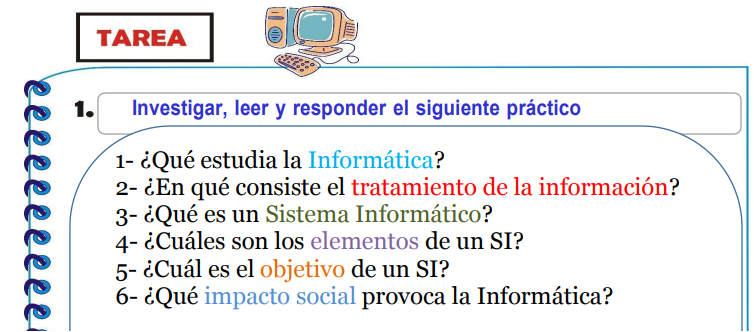 TAREA
1. Investigar, leer y responder el siguiente práctico
1- ¿Qué estudia la Informática?
2- ¿En qué consiste el tratamiento de la información?
3- ¿Qué es un Sistema Informático?
4- ¿Cuáles son los elementos de un SI?
5- ¿Cuál es el objetivo de un SI?
6- ¿Qué impacto social provoca la Informática?